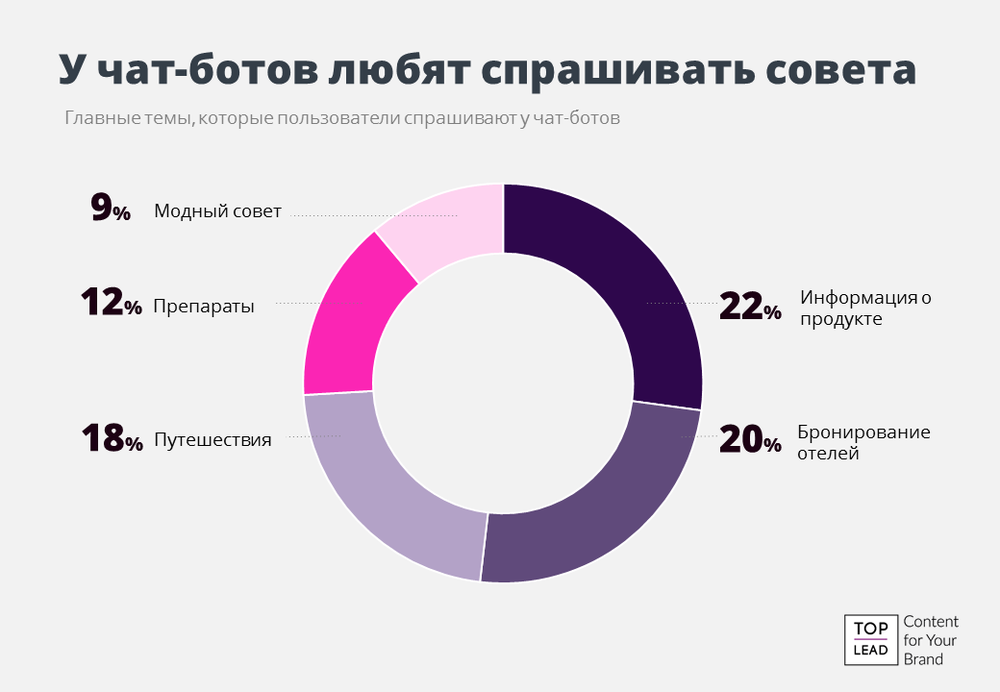 У чат-ботов любят спрашивать совета
Главные темы, которые пользователи спрашивают у чат-ботов
9% Модный совет
12% Препараты
18% Путешествия
22% Информация о
продукте
20% Бронирование
отелей
TOP
LEAD
Content
for Your
Brand